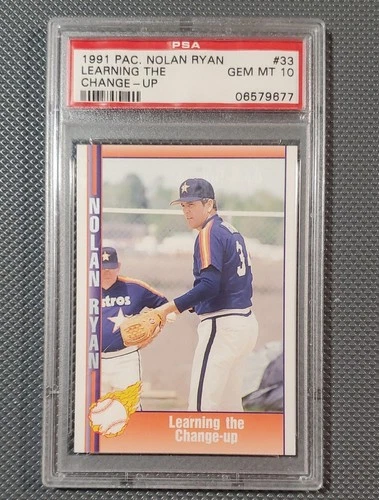 PSA
1991 PAC. NOLAN RYAN #33
LEARNING THE GEM MT 10
CHANGE-UP
06579677
NOLAN RYAN
stros
34
Learning the
Change-up